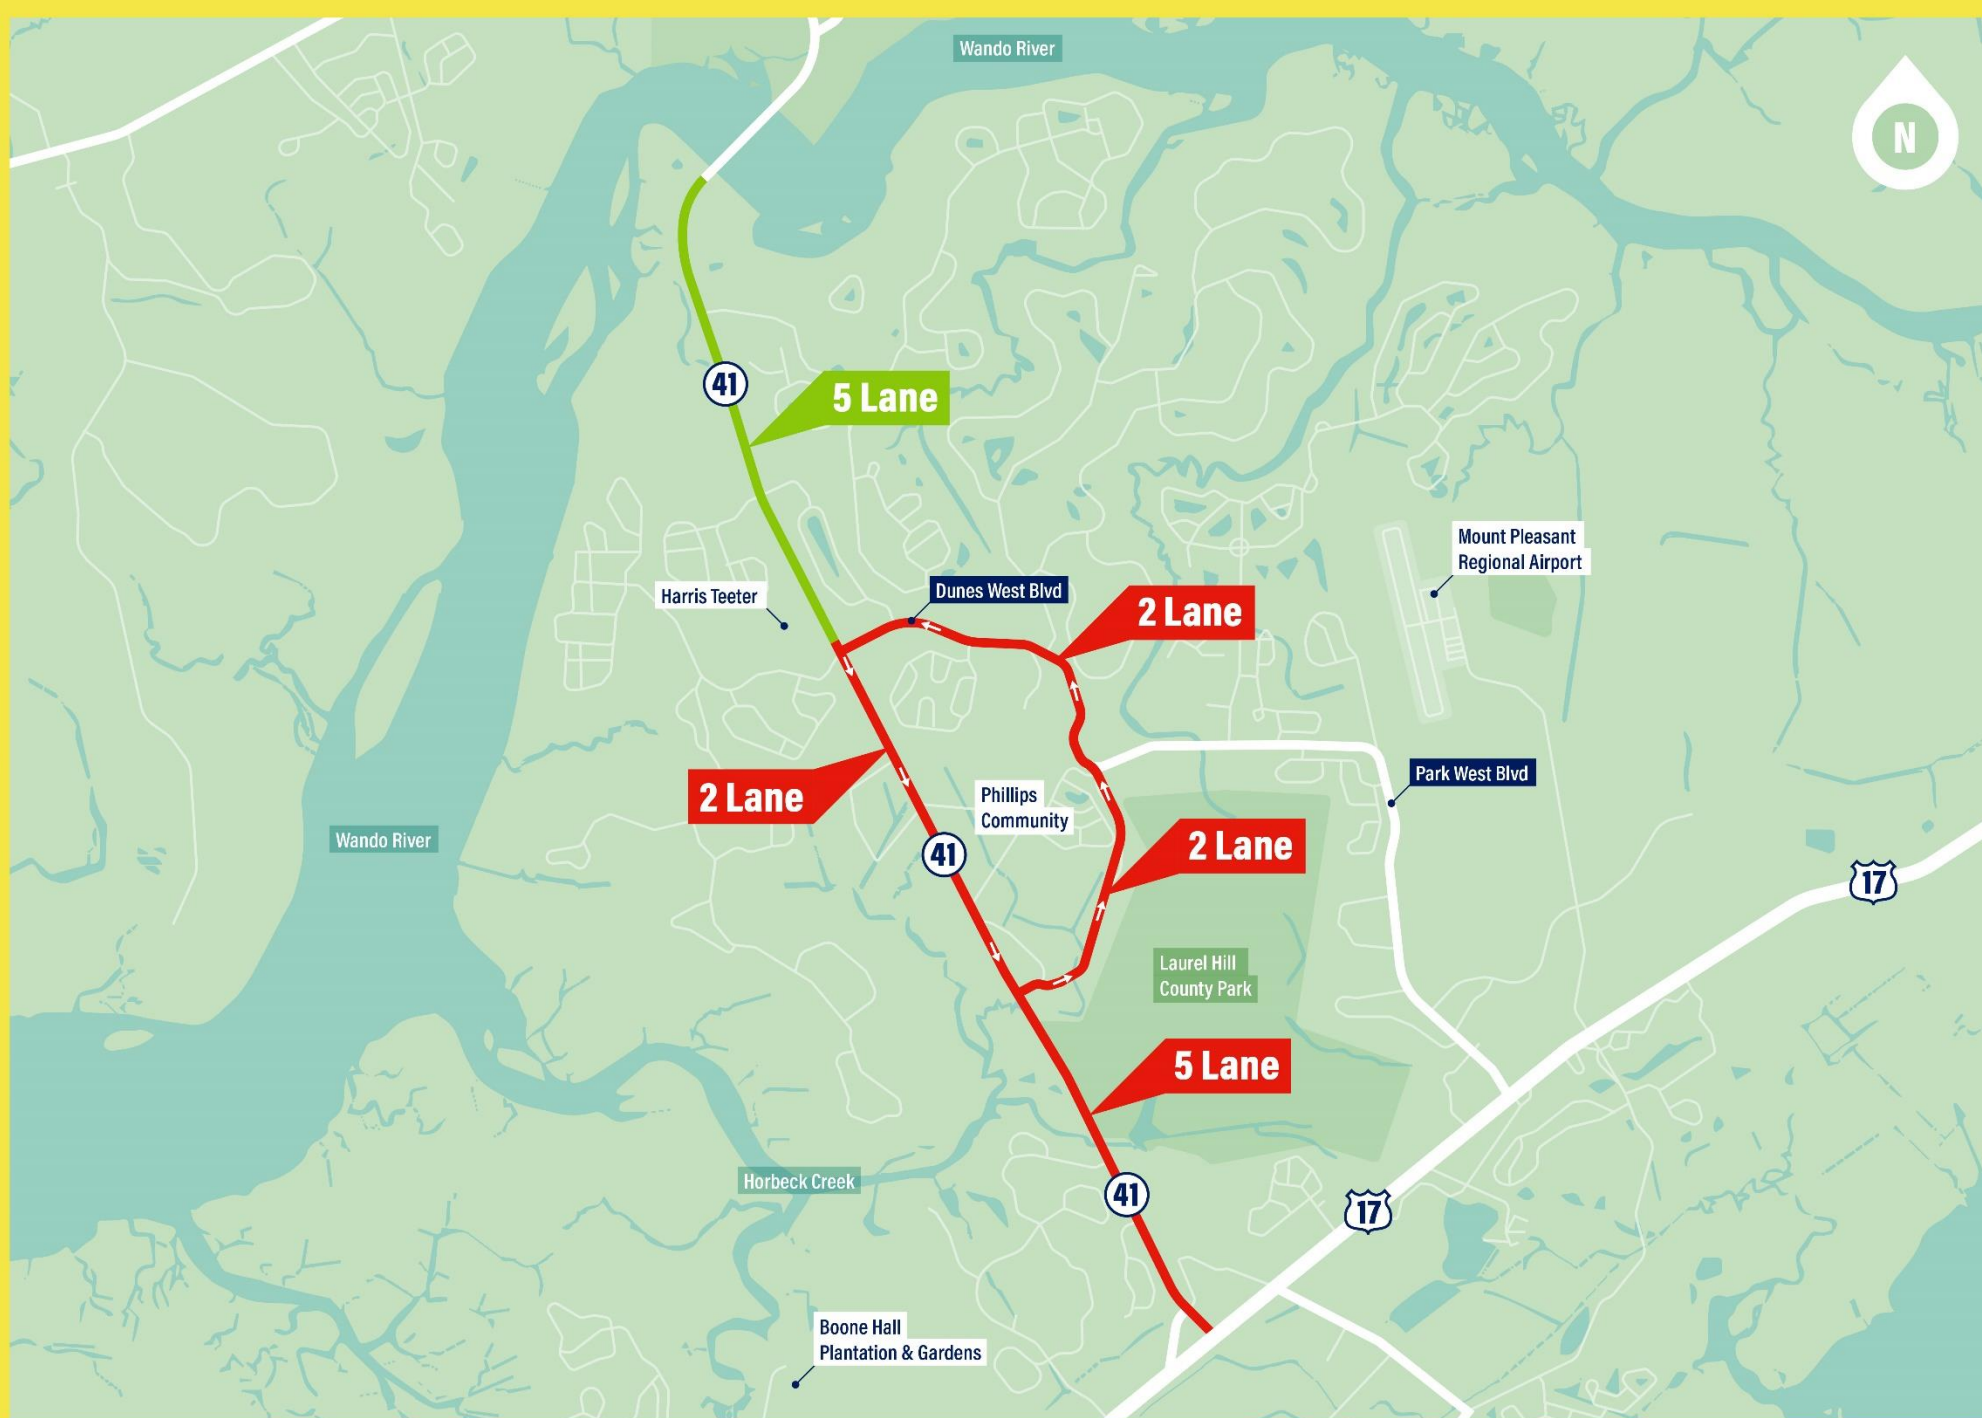 Wando River
N
41
5 Lane
Mount Pleasant
Regional Airport
Harris Teeter
Dunes West Blvd
2 Lane
2 Lane
Phillips
Community
Park West Blvd
Wando River
41
2 Lane
17
Laurel Hill
County Park
5 Lane
Horbeck Creek
41
17
Boone Hall
Plantation & Gardens